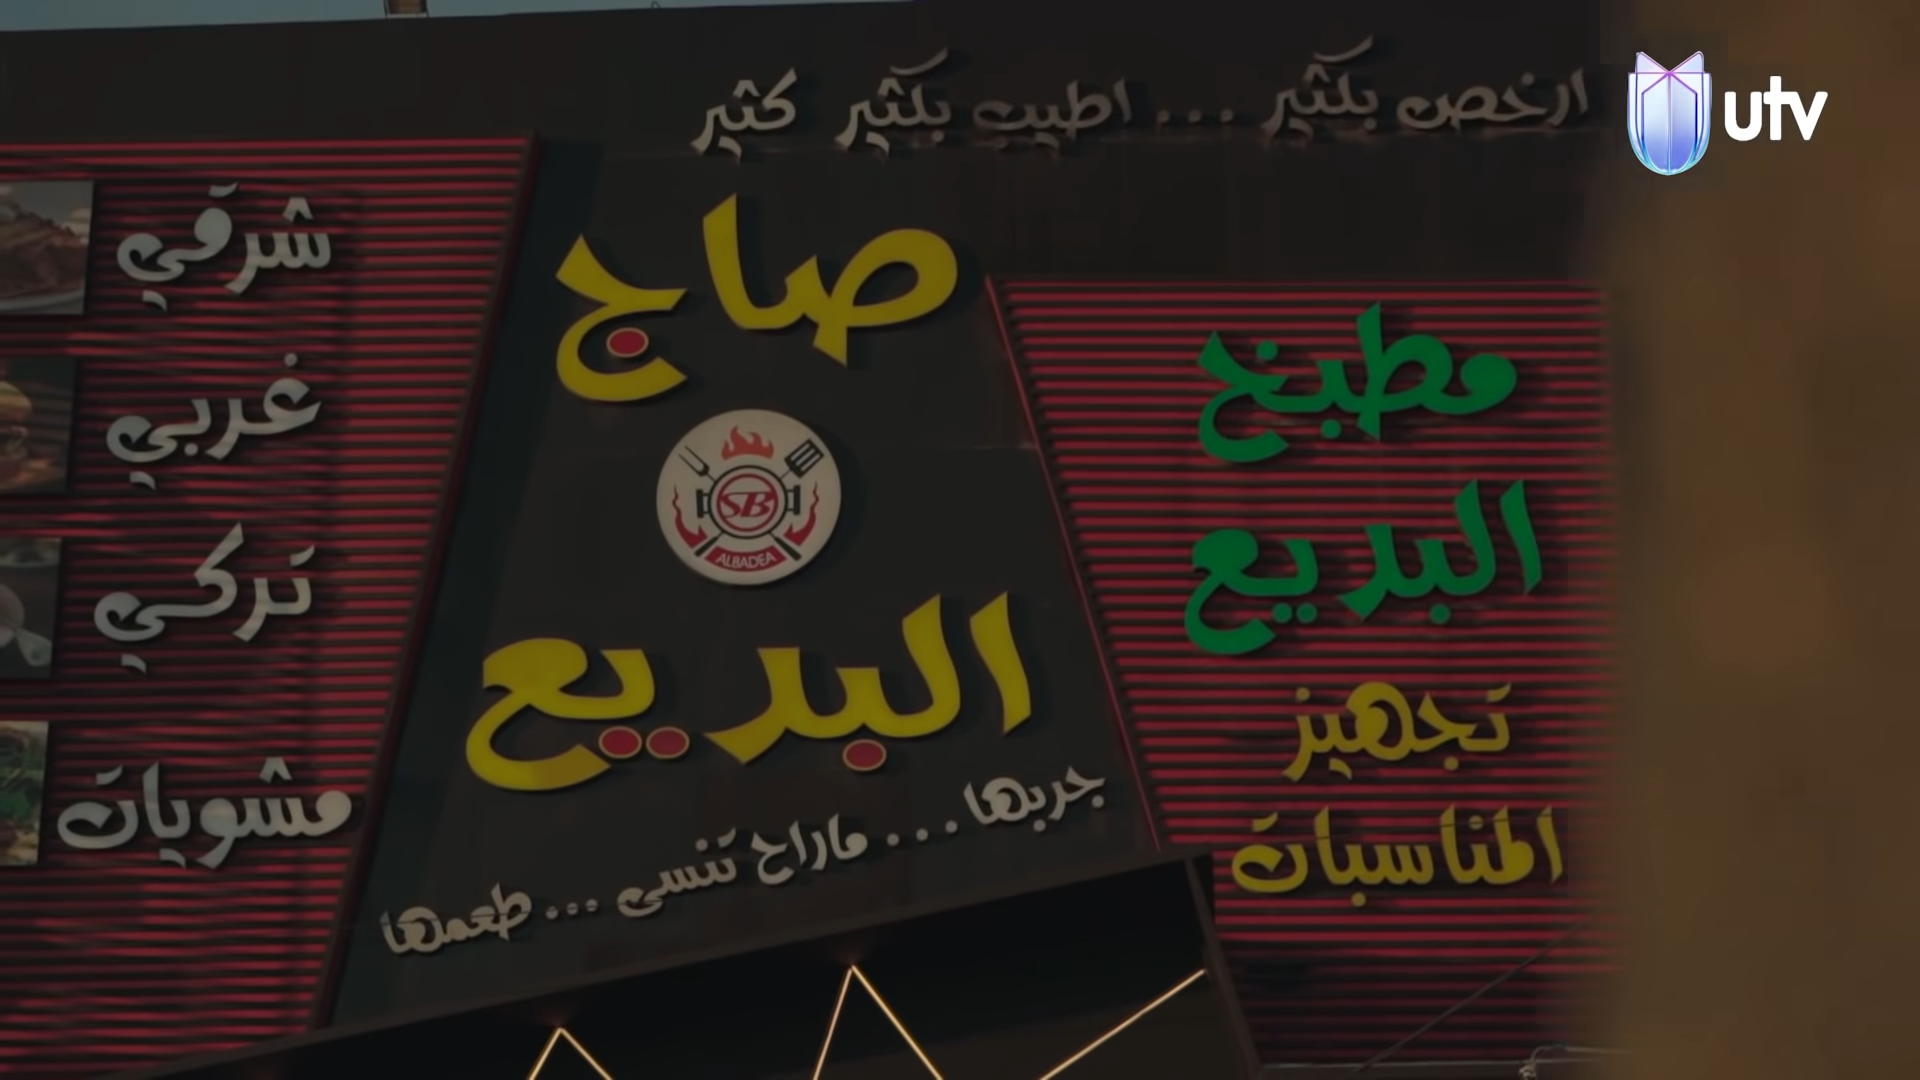 ارخص بكثير ... اطيب بكثير كثير
utv
صاج
SB
ALBADEA
البديع
جربها ... ماراح تنسى ... طعمها
مطبخ
البديع
تجهيز
المناسبات
شرقي
غربي
تركي
مشويات